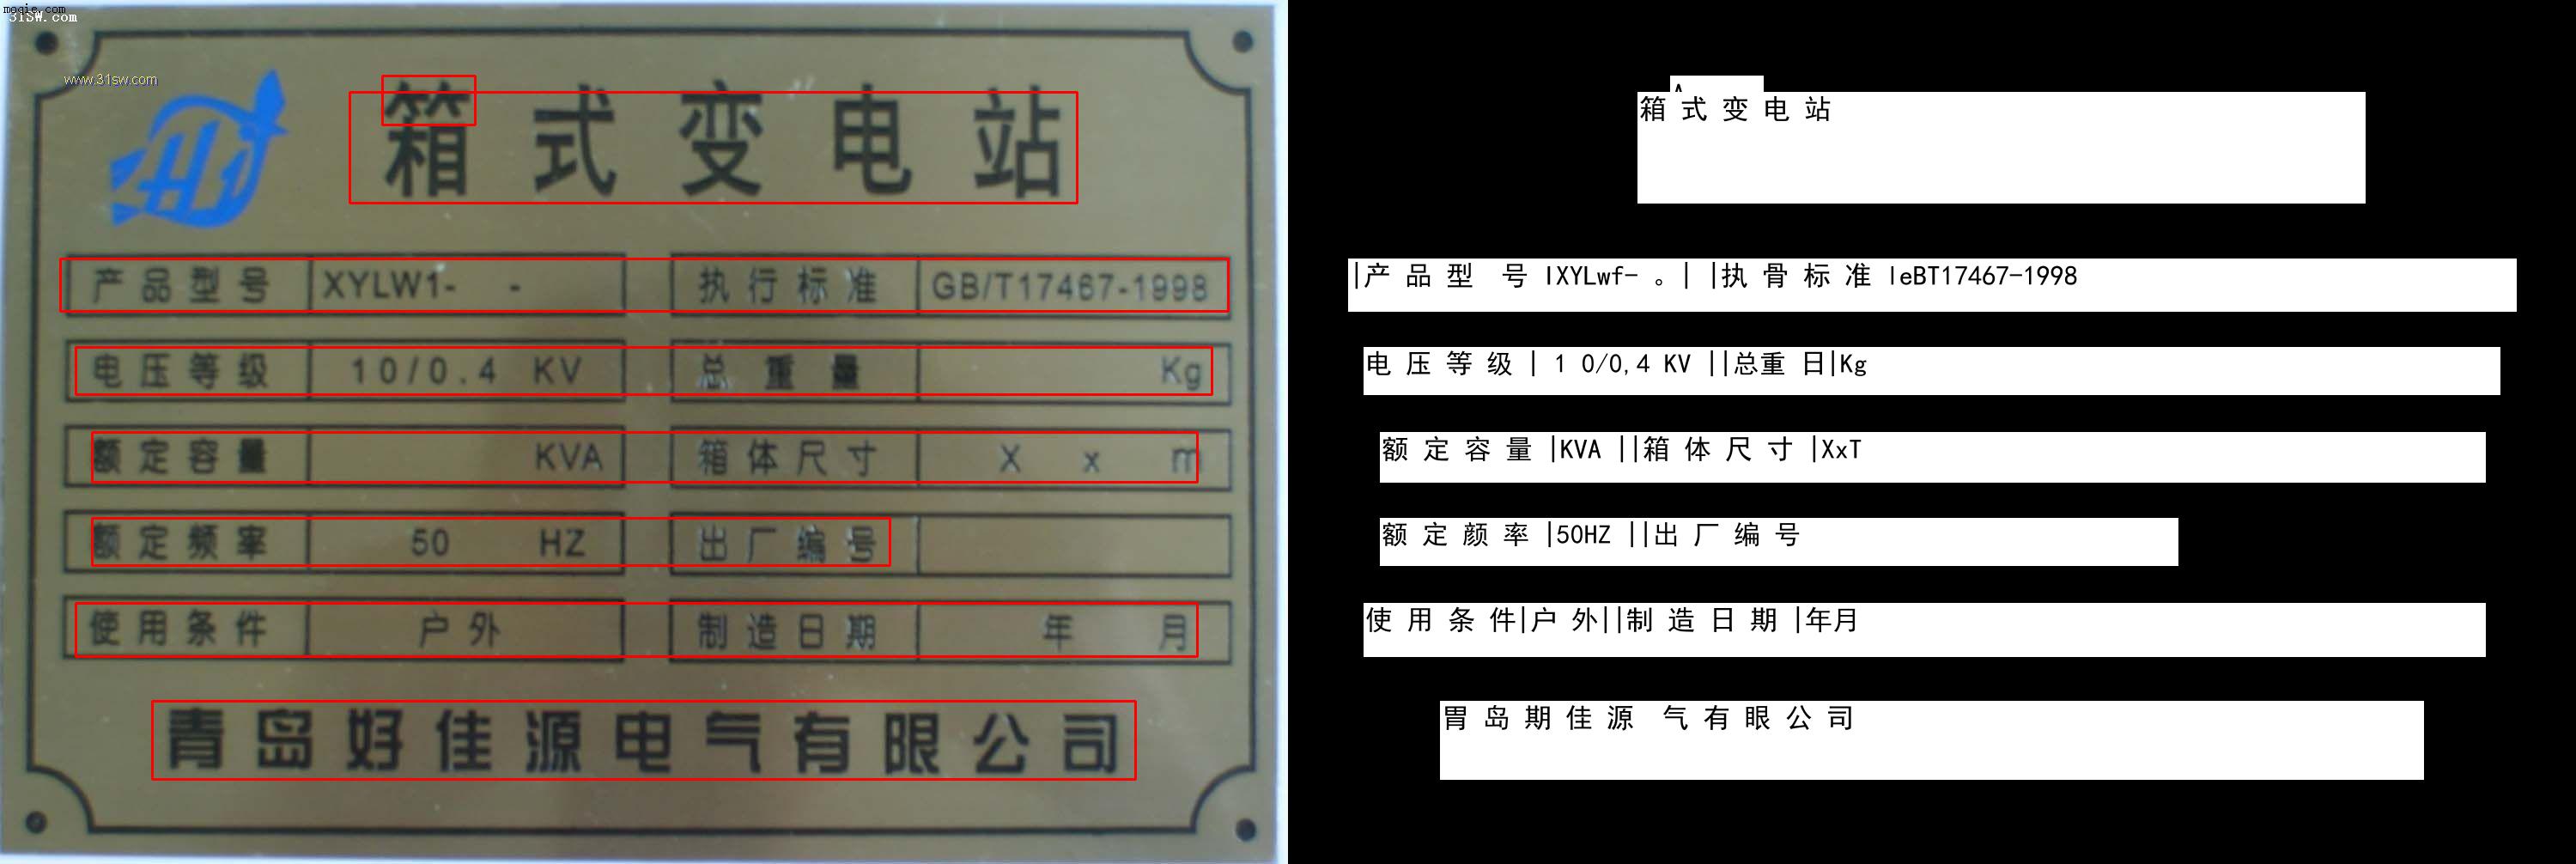 mqqie.com
31SW.com
www.31sw.com
箱式变电站
产品型号 XYLW1- - 执行标准 GB/T17467-1998
电压等级 10/0.4 KV 总重量 Kg
额定容量 KVA 箱体尺寸 X x m
额定频率 50 HZ 出厂编号
使用条件 户外 制造日期 年 月
青岛好佳源电气有限公司
A
箱 式 变 电 站
|产 品 型 号 IXYLwf- 。| |执 骨 标 准 leBT17467-1998
电 压 等 级 | 1 0/0,4 KV ||总重 日|Kg
额 定 容 量 |KVA ||箱 体 尺 寸 |XxT
额 定 颜 率 |50HZ ||出 厂 编 号
使 用 条 件|户 外||制 造 日 期 |年月
胃 岛 期 佳 源 气 有 眼 公 司